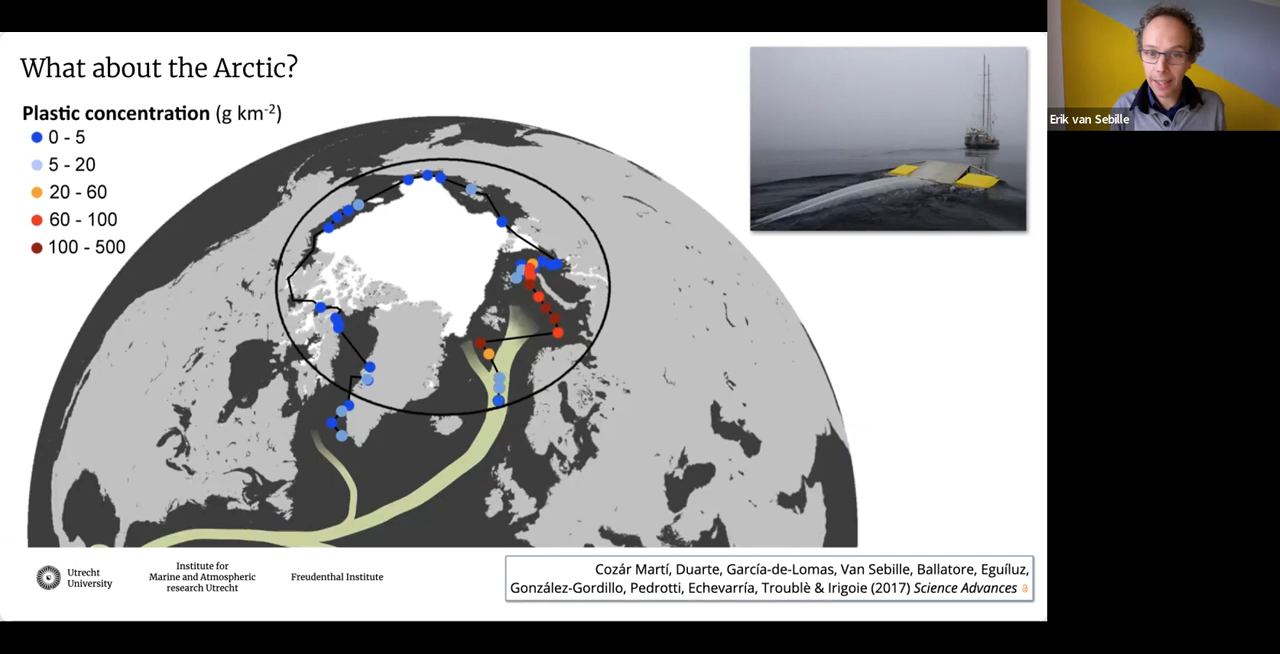 What about the Arctic?
Plastic concentration (g km-2)
0 - 5
5 - 20
20 - 60
60 - 100
100 - 500
Erik van Sebille
Utrecht
University
Institute for
Marine and Atmospheric
research Utrecht
Freudenthal Institute
Cozár Martí, Duarte, García-de-Lomas, Van Sebille, Ballatore, Eguíluz,
González-Gordillo, Pedrotti, Echevarría, Troublè & Irigoie (2017) Science Advances